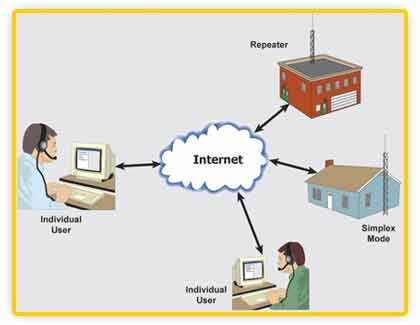 Repeater
Internet
Individual
User
Simplex
Mode
Individual
User